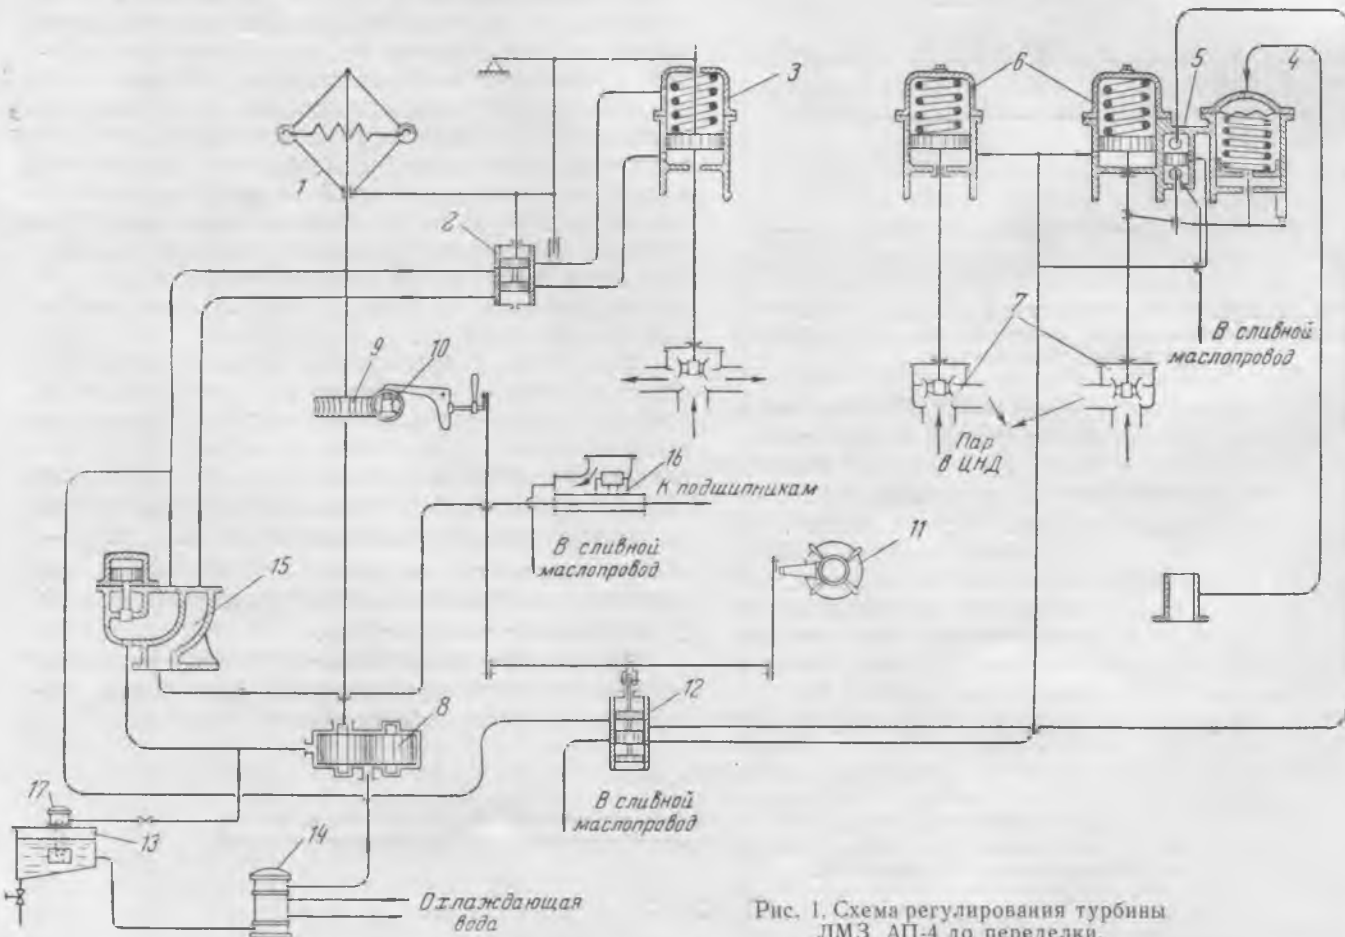 1
2
3
4
5
6
7
8
9
10
11
12
13
14
15
16
17
В сливной
маслопровод
Пар
в ЦНД
К подшипникам
В сливной
маслопровод
В сливной
маслопровод
Охлаждающая
вода
Рис. 1. Схема регулирования турбины
ЛМЗ АП-4 до переделки